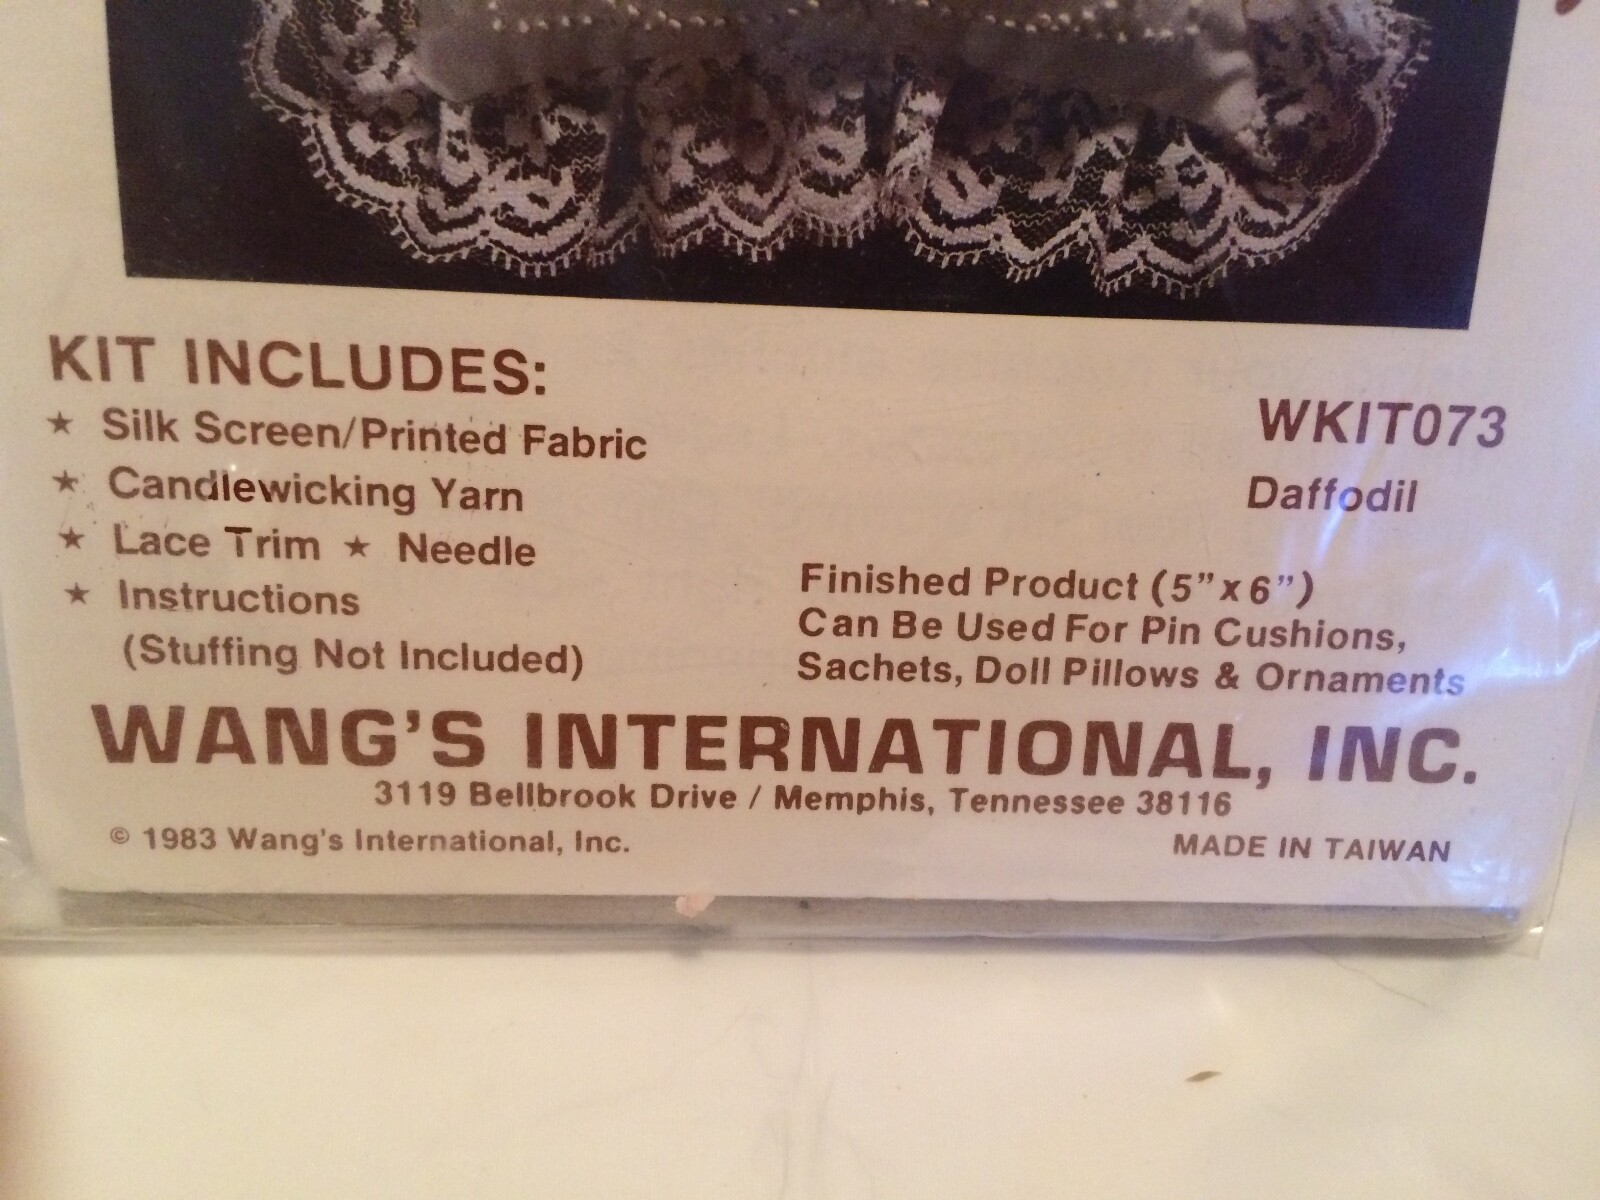 KIT INCLUDES:
★ Silk Screen/Printed Fabric
★ Candlewicking Yarn
★ Lace Trim ★ Needle
★ Instructions
(Stuffing Not Included)
WKIT073
Daffodil
Finished Product (5”x6”)
Can Be Used For Pin Cushions,
Sachets, Doll Pillows & Ornaments
WANG'S INTERNATIONAL, INC.
3119 Bellbrook Drive / Memphis, Tennessee 38116
© 1983 Wang's International, Inc.
MADE IN TAIWAN